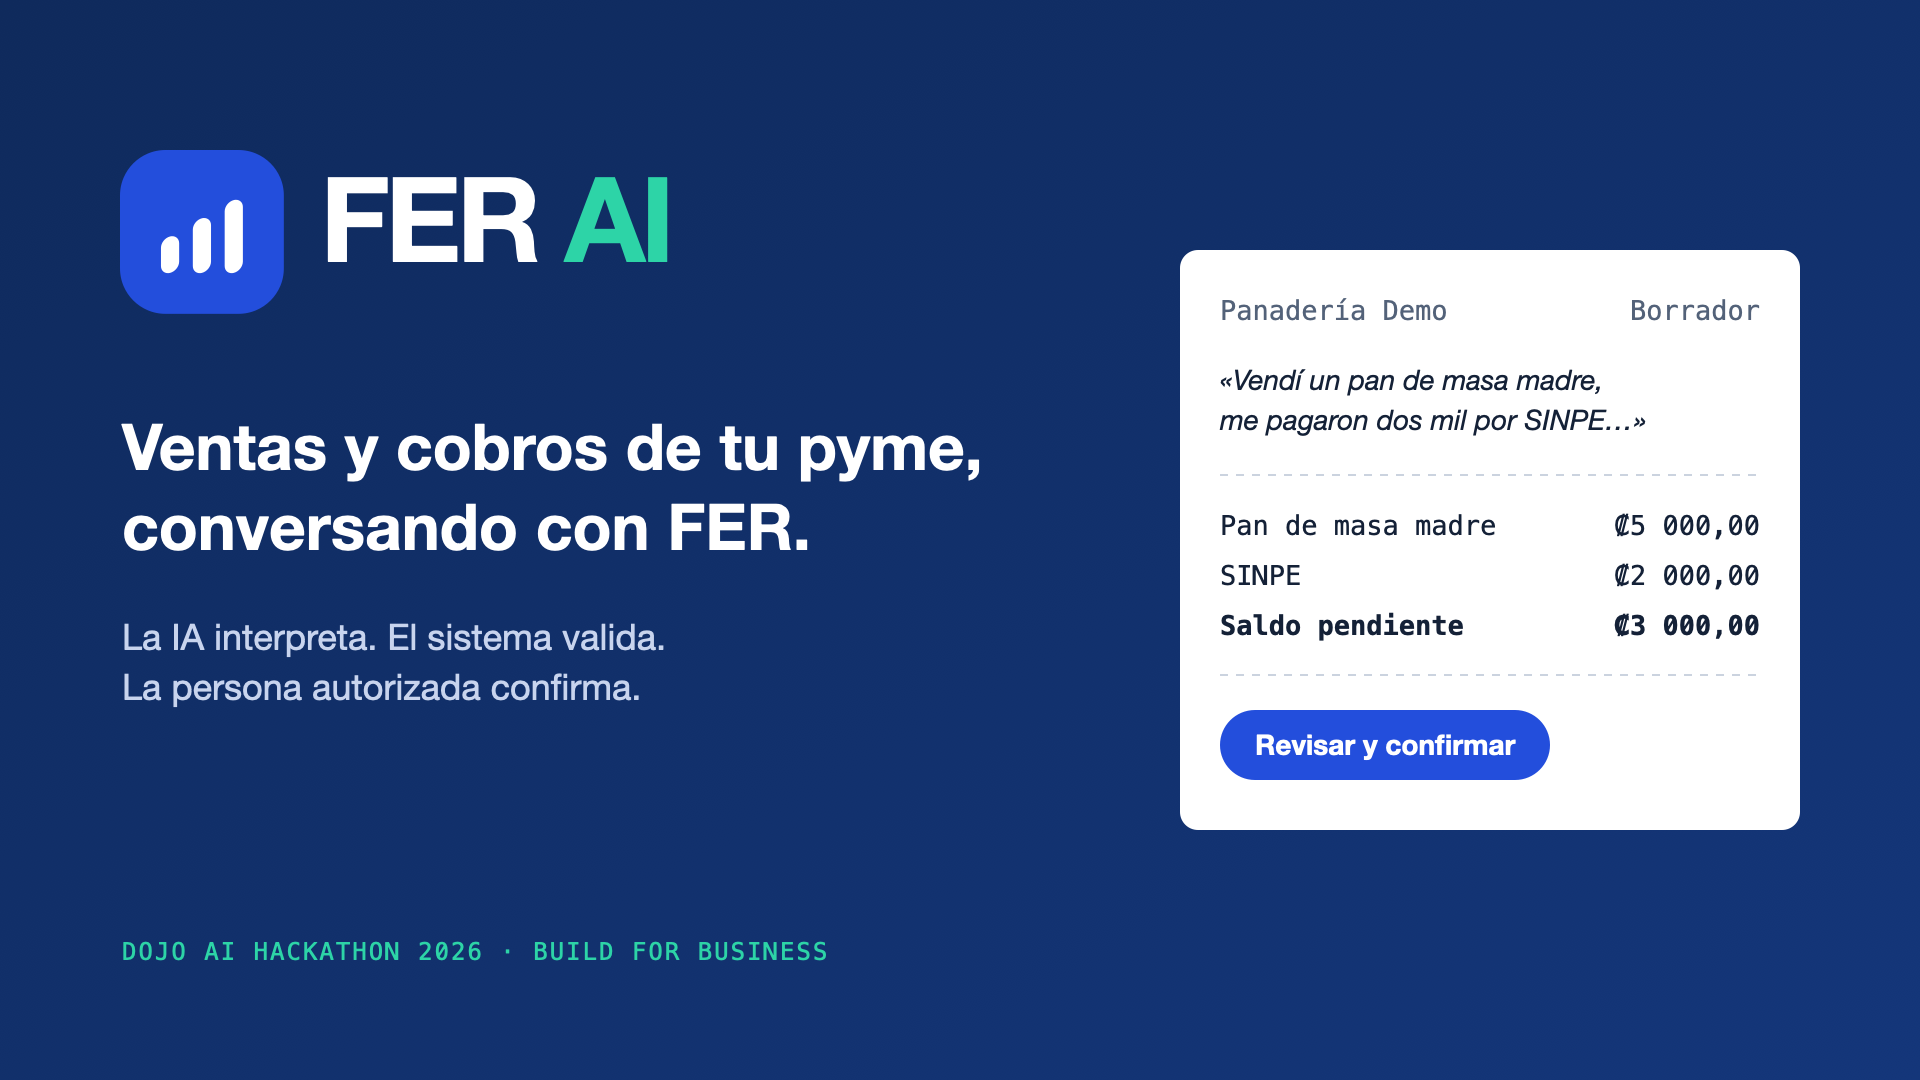 FER AI
Ventas y cobros de tu pyme,
conversando con FER.
La IA interpreta. El sistema valida.
La persona autorizada confirma.
DOJO AI HACKATHON 2026 · BUILD FOR BUSINESS
Panadería Demo Borrador
«Vendí un pan de masa madre,
me pagaron dos mil por SINPE…»
Pan de masa madre ₡5 000,00
SINPE ₡2 000,00
Saldo pendiente ₡3 000,00
Revisar y confirmar